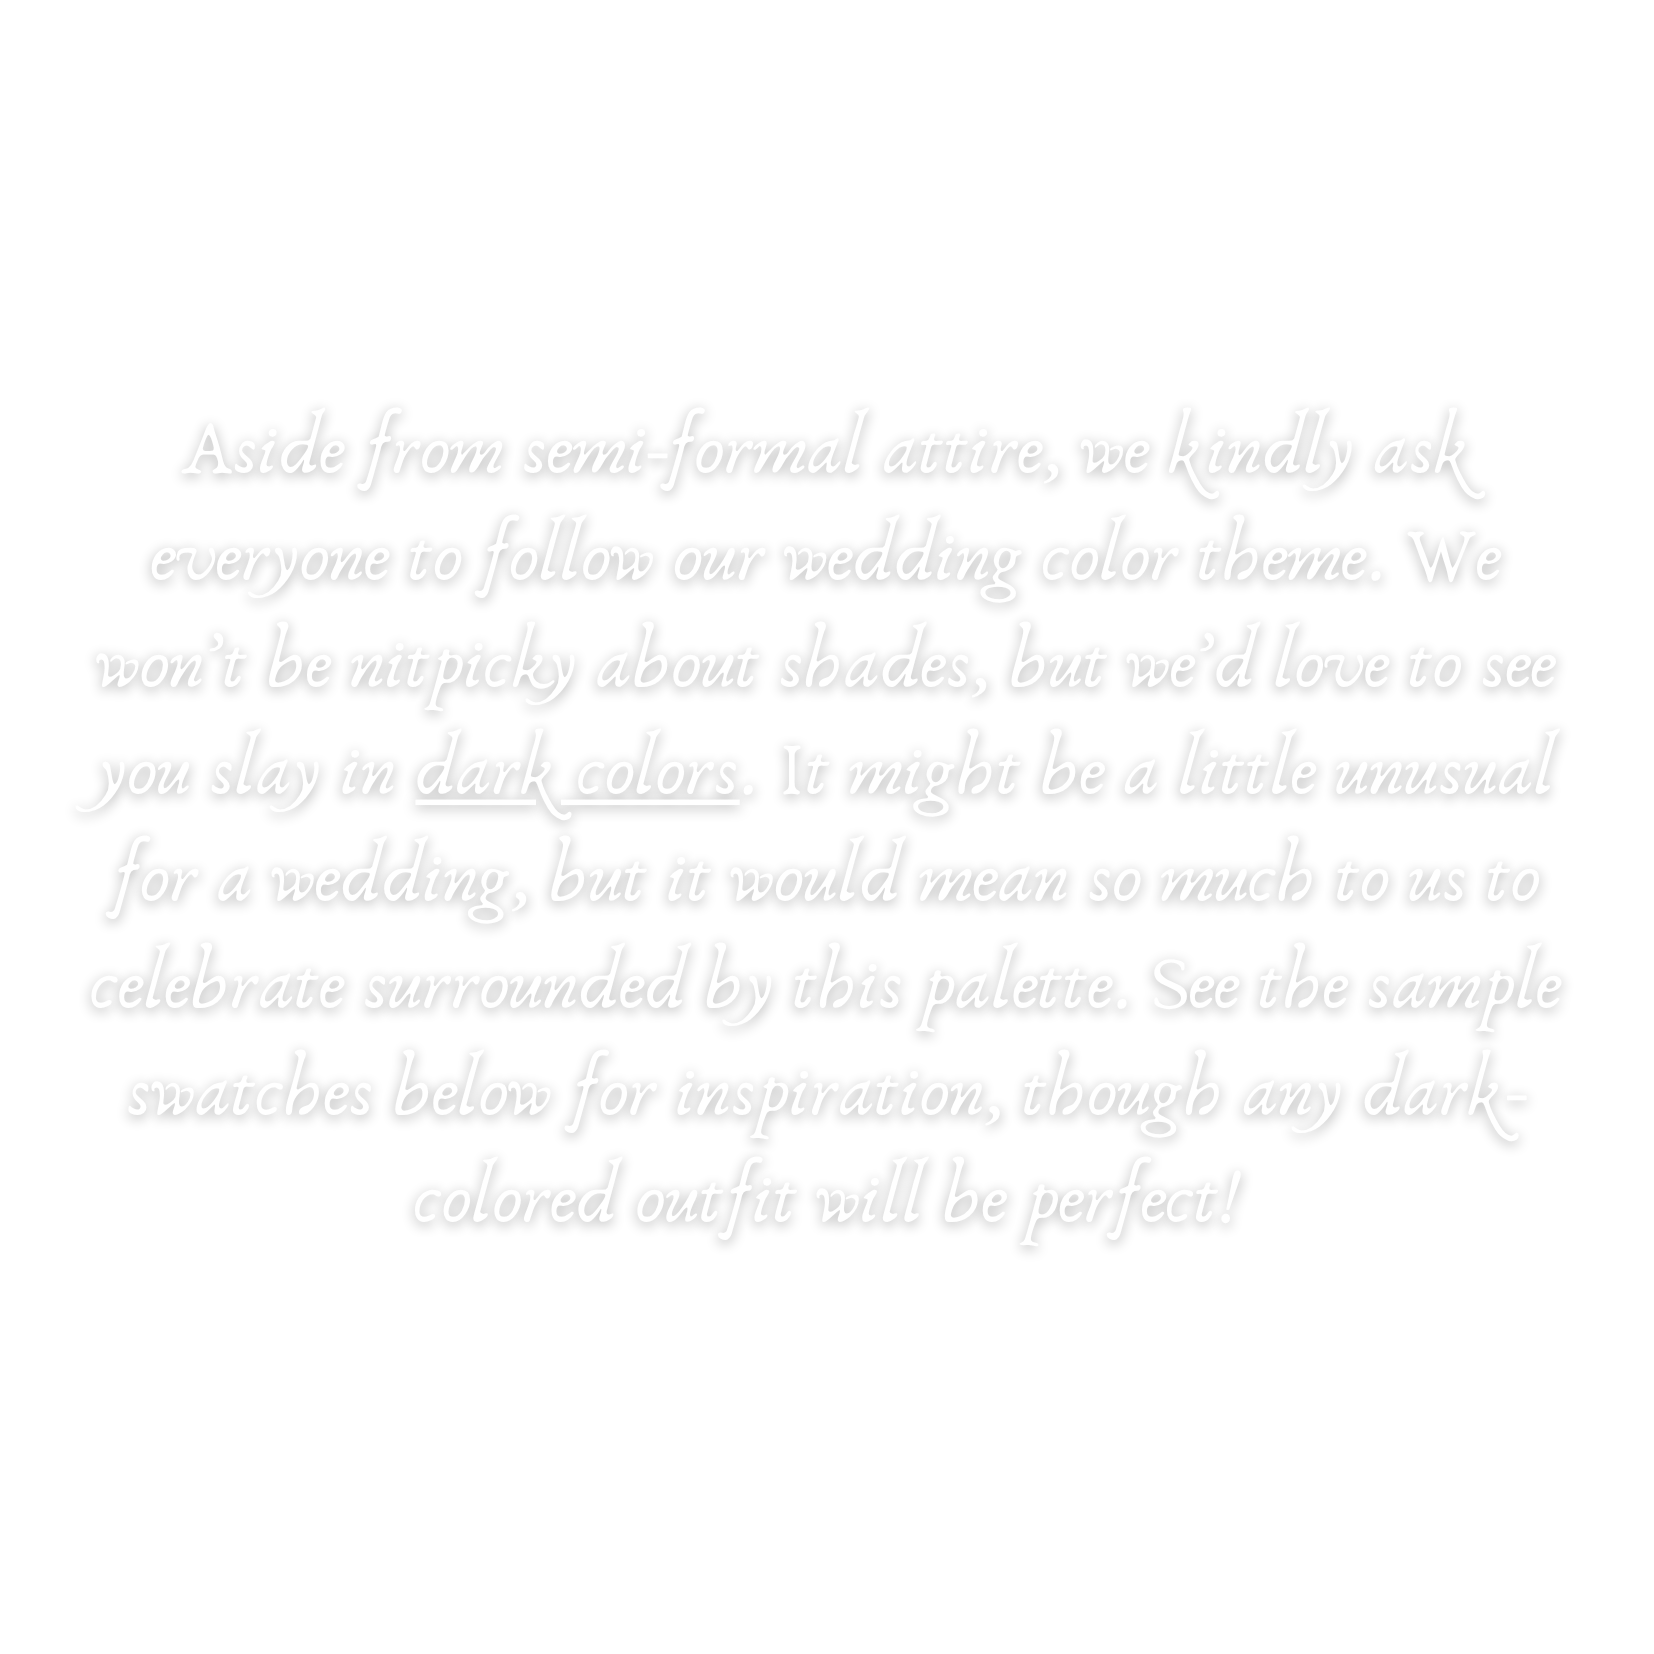 Aside from semi-formal attire, we kindly ask
everyone to follow our wedding color theme. We
won’t be nitpicky about shades, but we’d love to see
you slay in dark colors. It might be a little unusual
for a wedding, but it would mean so much to us to
celebrate surrounded by this palette. See the sample
swatches below for inspiration, though any dark-
colored outfit will be perfect!